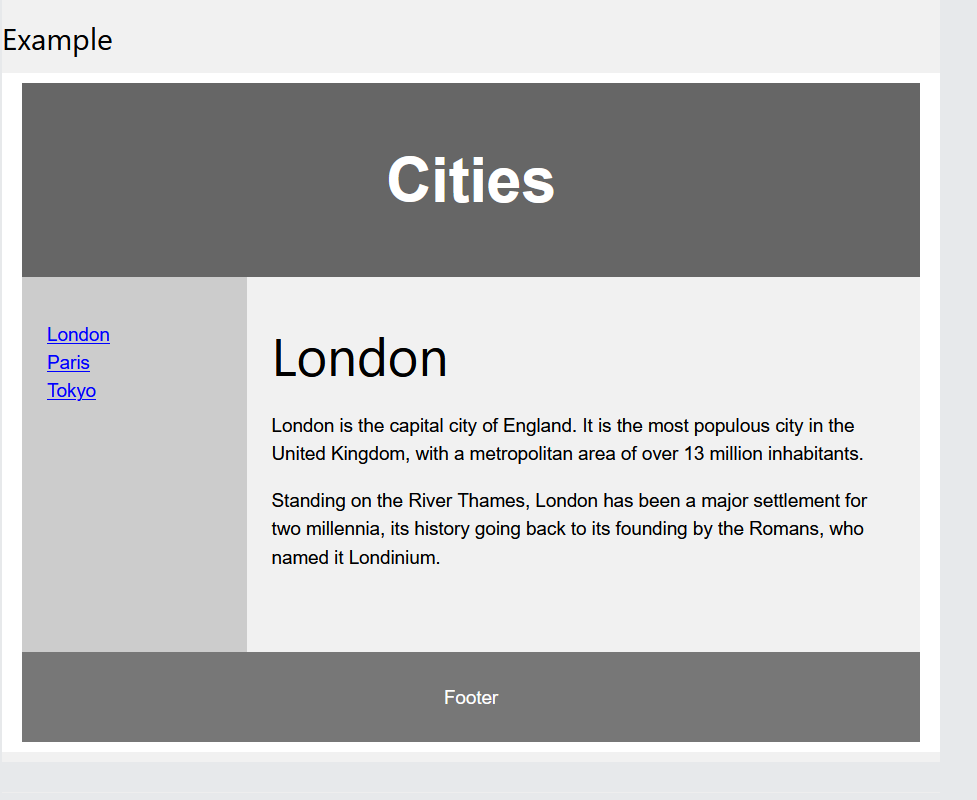 Example
Cities
London
Paris
Tokyo
London
London is the capital city of England. It is the most populous city in the
United Kingdom, with a metropolitan area of over 13 million inhabitants.
Standing on the River Thames, London has been a major settlement for
two millennia, its history going back to its founding by the Romans, who
named it Londinium.
Footer